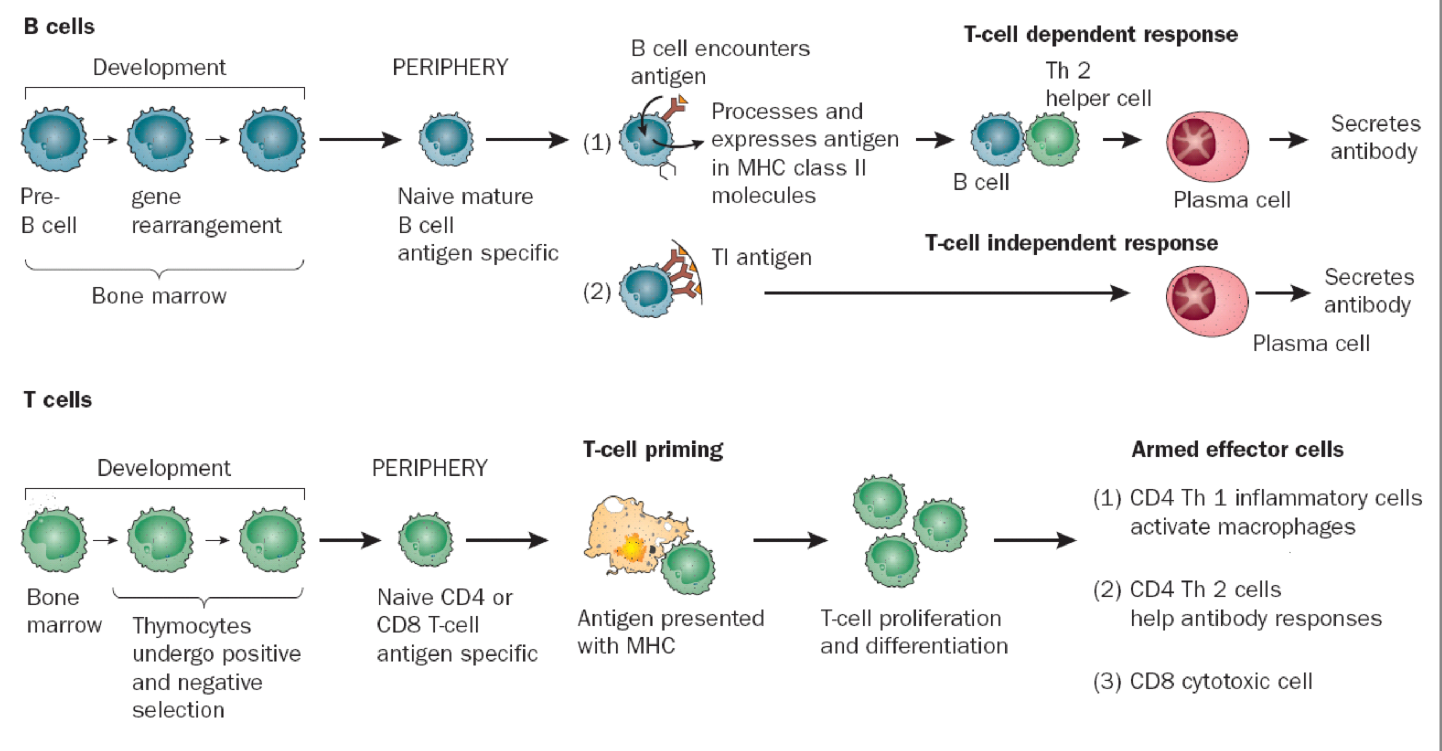 B cells
Development
PERIPHERY
Pre-
B cell
gene
rearrangement
Bone marrow
Naive mature
B cell
antigen specific
B cell encounters
antigen
(1)
Processes and
expresses antigen
in MHC class II
molecules
T-cell dependent response
Th 2
helper cell
B cell
Plasma cell
Secretes
antibody
(2)
TI antigen
T-cell independent response
Plasma cell
Secretes
antibody
T cells
Development
PERIPHERY
Bone
marrow
Thymocytes
undergo positive
and negative
selection
Naive CD4 or
CD8 T-cell
antigen specific
T-cell priming
Antigen presented
with MHC
T-cell proliferation
and differentiation
Armed effector cells
(1) CD4 Th 1 inflammatory cells
activate macrophages
(2) CD4 Th 2 cells
help antibody responses
(3) CD8 cytotoxic cell